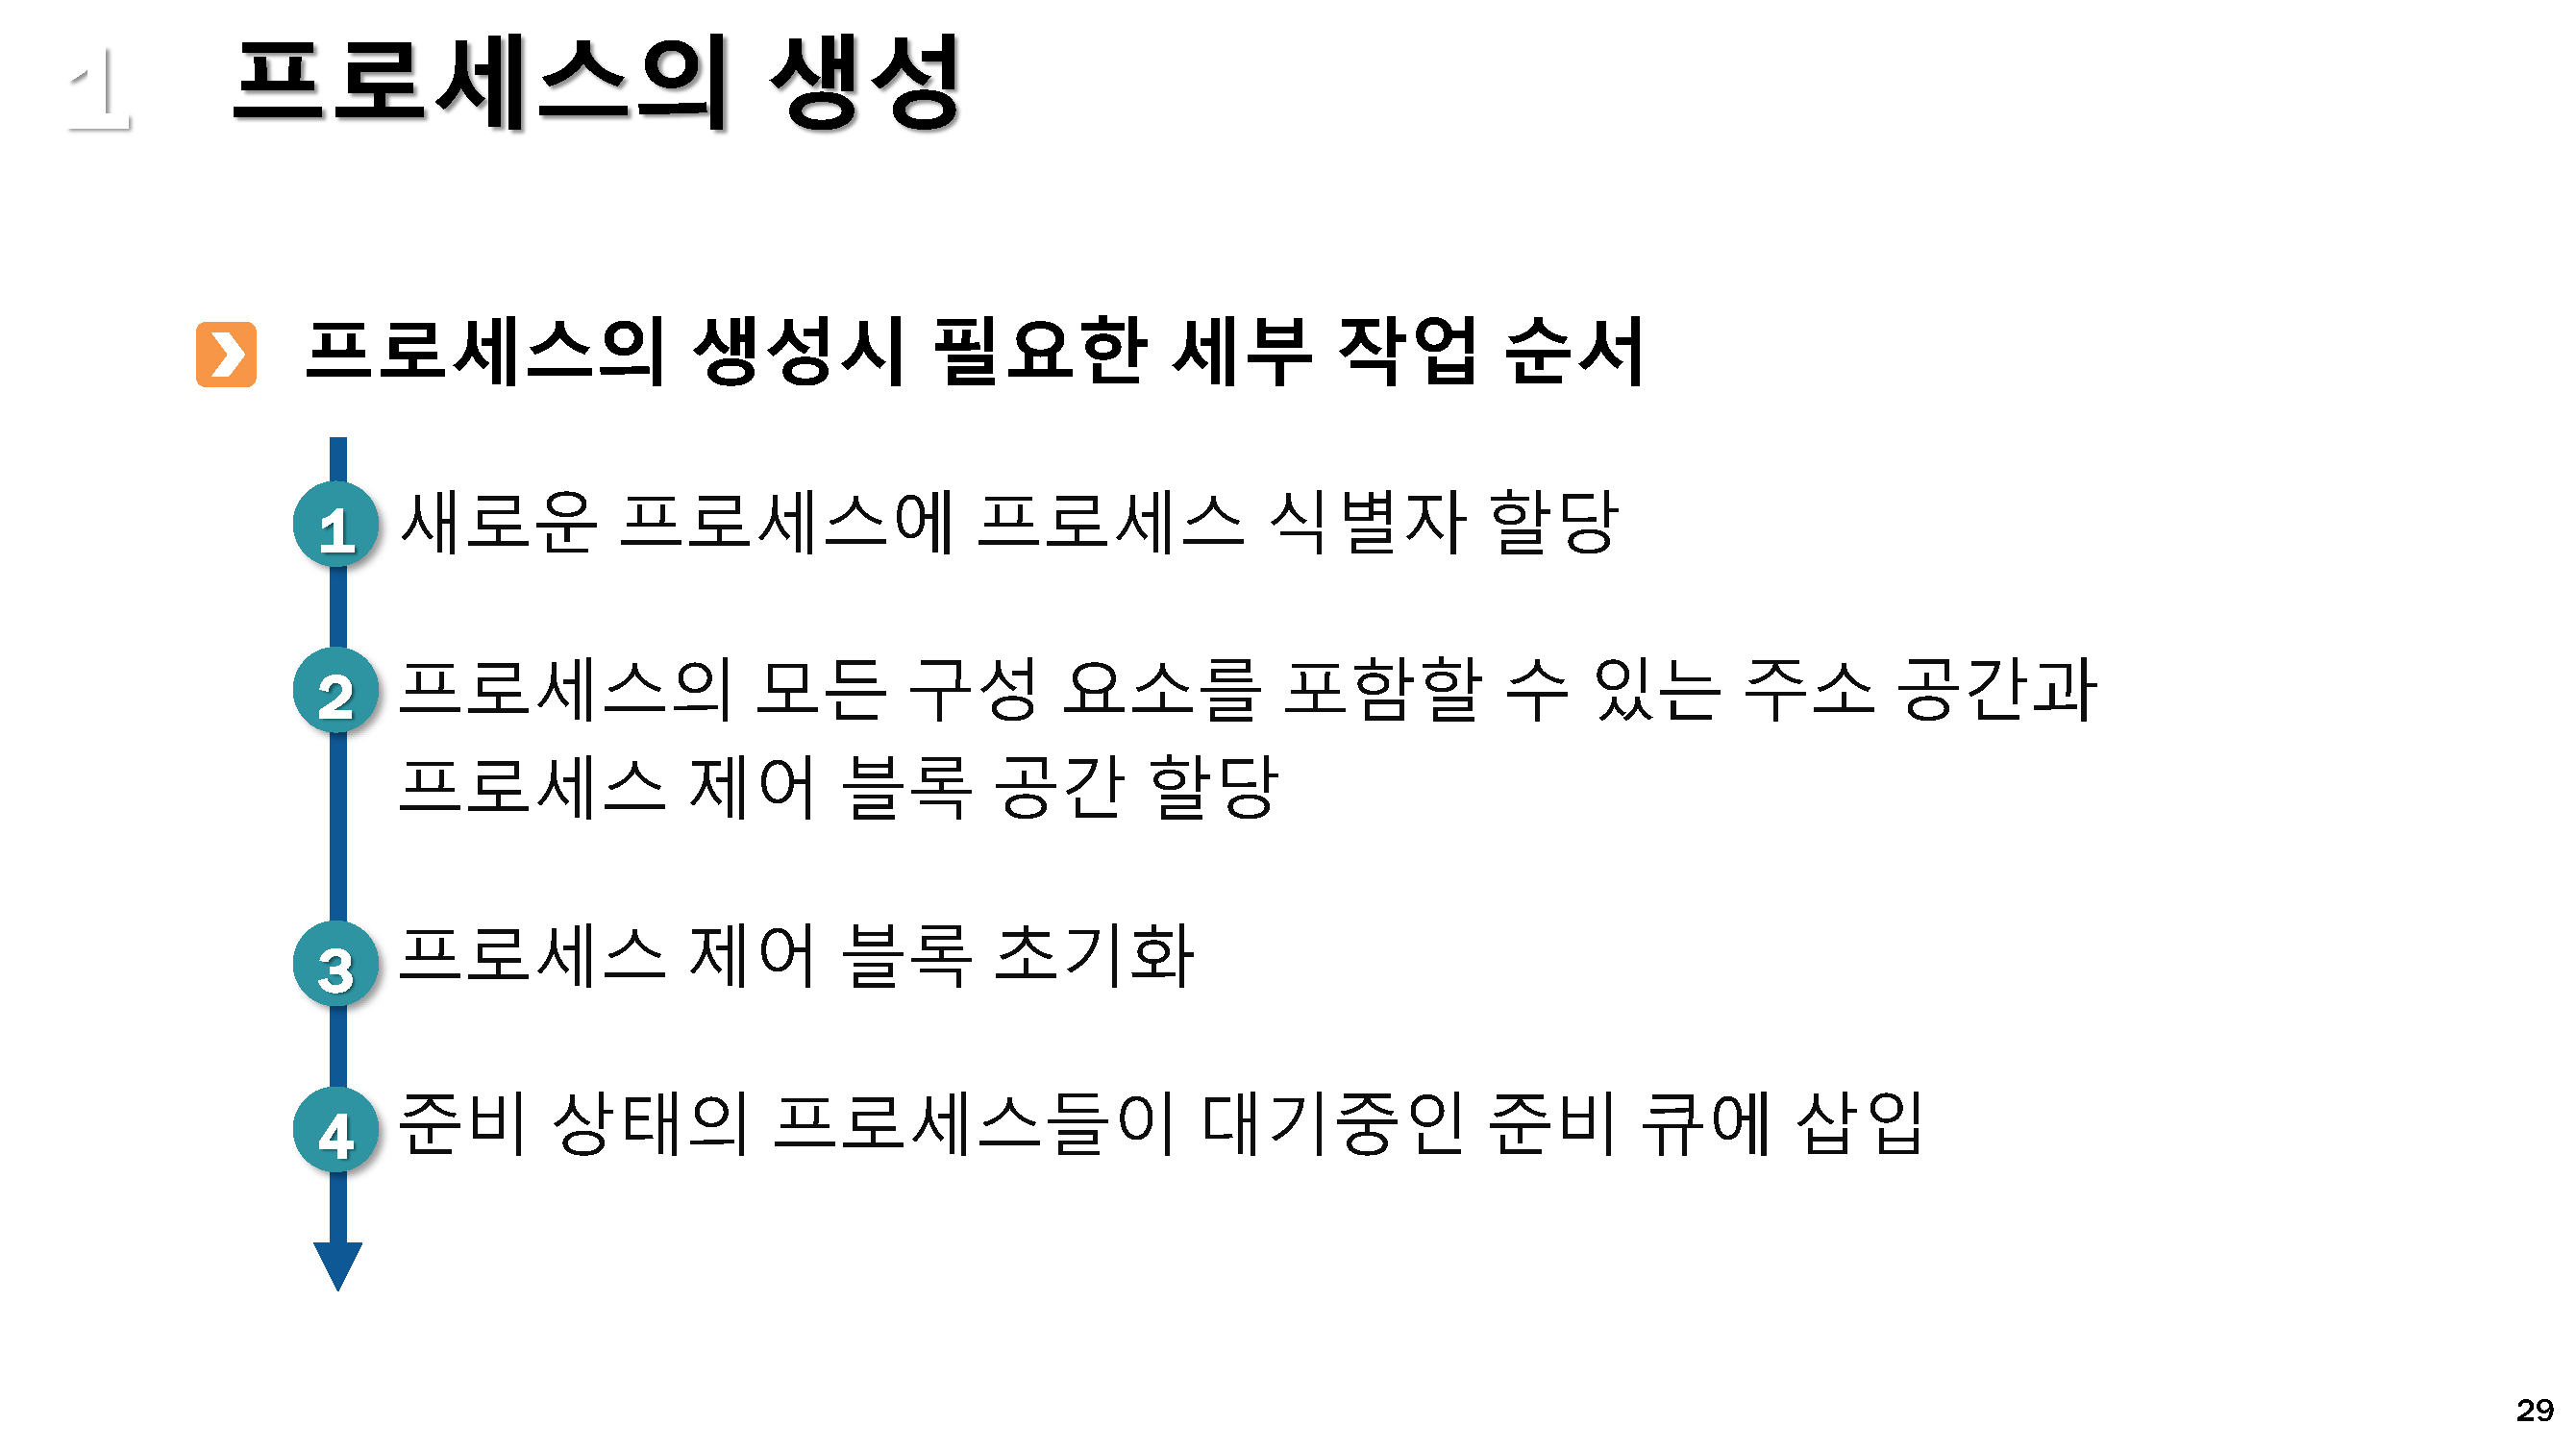 1 프로세스의 생성
프로세스의 생성시 필요한 세부 작업 순서
1 새로운 프로세스에 프로세스 식별자 할당
2 프로세스의 모든 구성 요소를 포함할 수 있는 주소 공간과
프로세스 제어 블록 공간 할당
3 프로세스 제어 블록 초기화
4 준비 상태의 프로세스들이 대기중인 준비 큐에 삽입
29